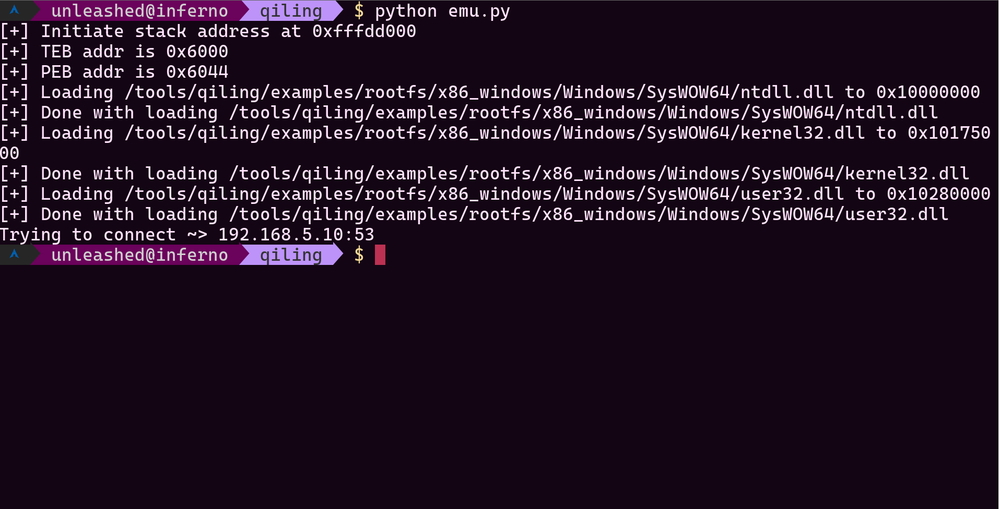 unleashed@inferno qiling $ python emu.py
[+] Initiate stack address at 0xfffdd000
[+] TEB addr is 0x6000
[+] PEB addr is 0x6044
[+] Loading /tools/qiling/examples/rootfs/x86_windows/Windows/SysWOW64/ntdll.dll to 0x10000000
[+] Done with loading /tools/qiling/examples/rootfs/x86_windows/Windows/SysWOW64/ntdll.dll
[+] Loading /tools/qiling/examples/rootfs/x86_windows/Windows/SysWOW64/kernel32.dll to 0x101750
00
[+] Done with loading /tools/qiling/examples/rootfs/x86_windows/Windows/SysWOW64/kernel32.dll
[+] Loading /tools/qiling/examples/rootfs/x86_windows/Windows/SysWOW64/user32.dll to 0x10280000
[+] Done with loading /tools/qiling/examples/rootfs/x86_windows/Windows/SysWOW64/user32.dll
Trying to connect ~> 192.168.5.10:53
unleashed@inferno qiling $